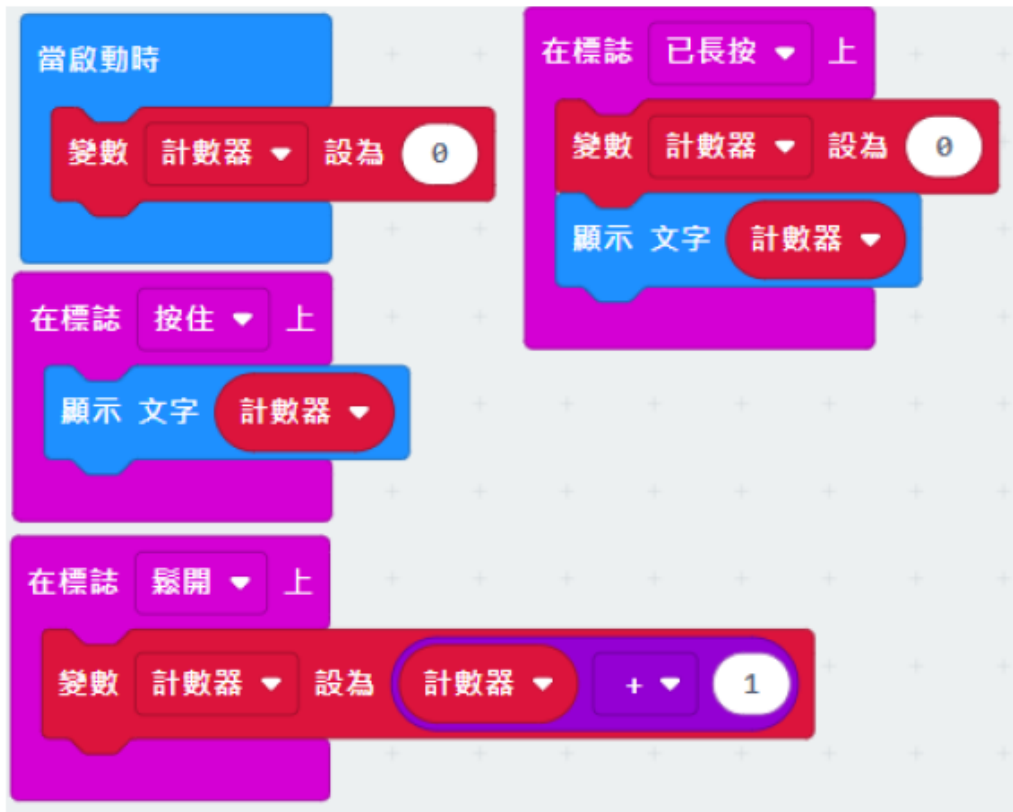 當啟動時
變數 計數器 設為 0
在標誌 已長按 上
變數 計數器 設為 0
顯示 文字 計數器
在標誌 按住 上
顯示 文字 計數器
在標誌 鬆開 上
變數 計數器 設為 計數器 + 1